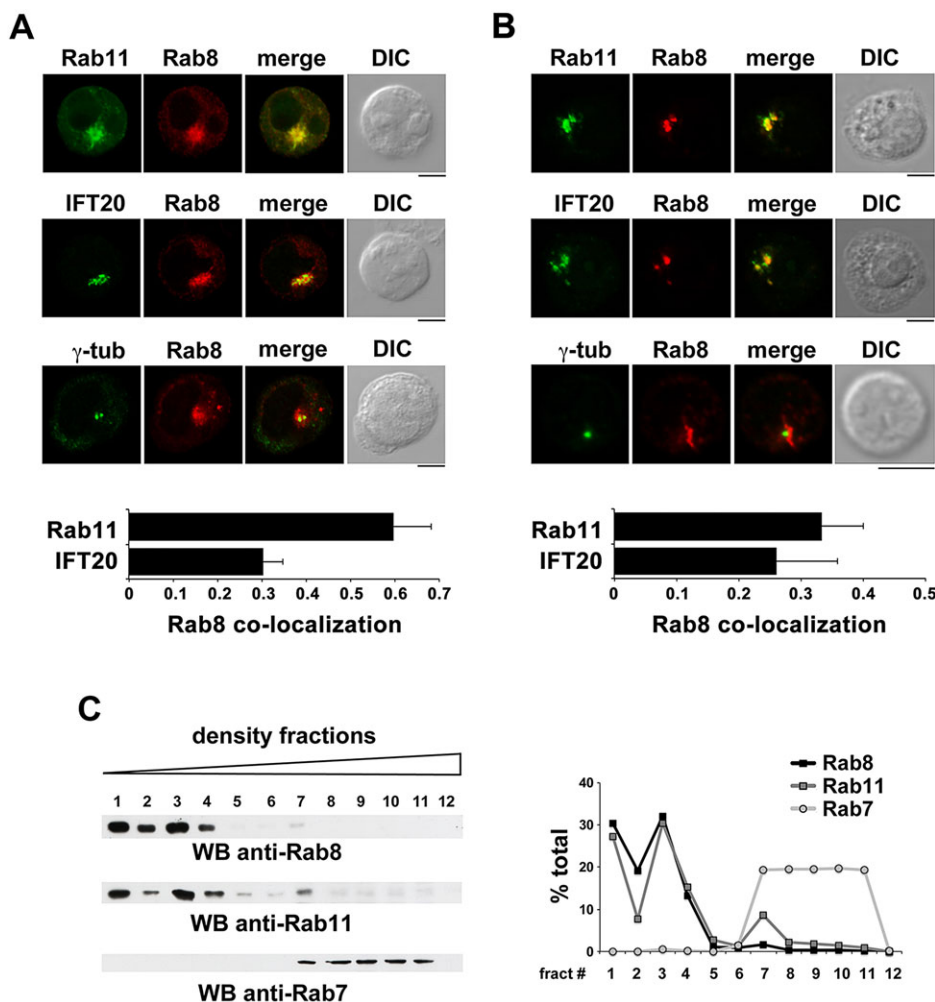 A
Rab11 Rab8 merge DIC
IFT20 Rab8 merge DIC
γ-tub Rab8 merge DIC
Rab11
IFT20
0 0.1 0.2 0.3 0.4 0.5 0.6 0.7
Rab8 co-localization
B
Rab11 Rab8 merge DIC
IFT20 Rab8 merge DIC
γ-tub Rab8 merge DIC
Rab11
IFT20
0 0.1 0.2 0.3 0.4 0.5
Rab8 co-localization
C
density fractions
1 2 3 4 5 6 7 8 9 10 11 12
WB anti-Rab8
WB anti-Rab11
WB anti-Rab7
Rab8
Rab11
Rab7
% total
40
30
20
10
0
fract # 1 2 3 4 5 6 7 8 9 10 11 12